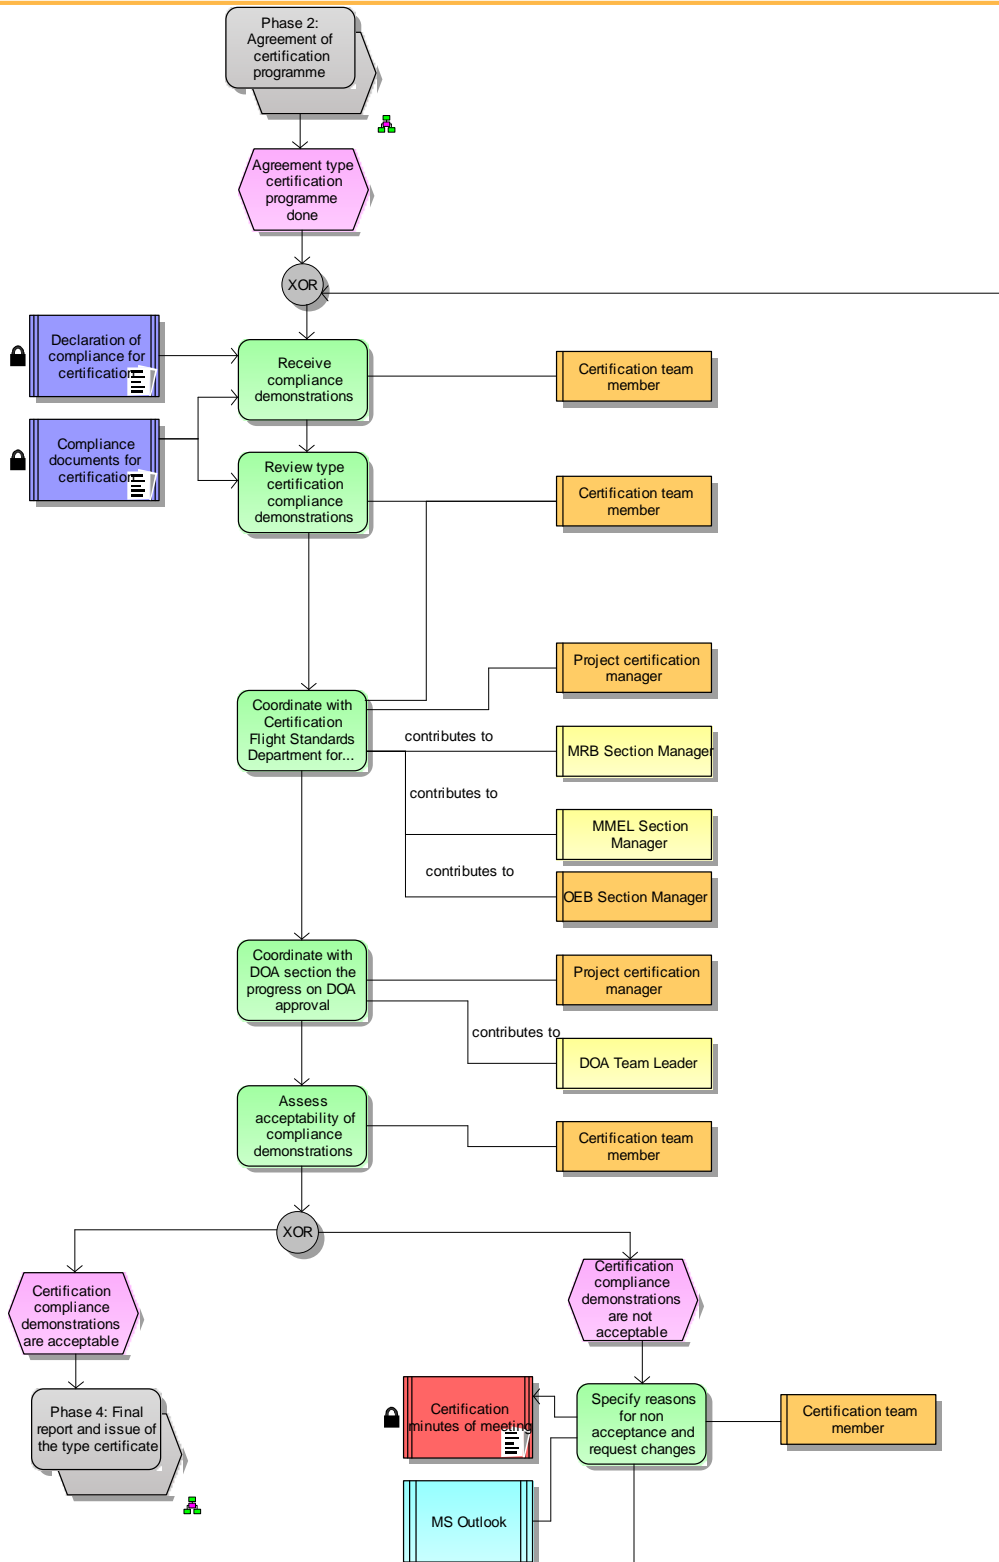 Phase 2:
Agreement of
certification
programme
Agreement type
certification
programme
done
XOR
Declaration of
compliance for
certification
Receive
compliance
demonstrations
Certification team
member
Compliance
documents for
certification
Review type
certification
compliance
demonstrations
Certification team
member
Project certification
manager
Coordinate with
Certification
Flight Standards
Department for...
contributes to
MRB Section Manager
contributes to
MMEL Section
Manager
contributes to
OEB Section Manager
Coordinate with
DOA section the
progress on DOA
approval
Project certification
manager
contributes to
DOA Team Leader
Assess
acceptability of
compliance
demonstrations
Certification team
member
XOR
Certification
compliance
demonstrations
are acceptable
Certification
compliance
demonstrations
are not
acceptable
Phase 4: Final
report and issue of
the type certificate
Certification
minutes of meeting
Specify reasons
for non
acceptance and
request changes
Certification team
member
MS Outlook